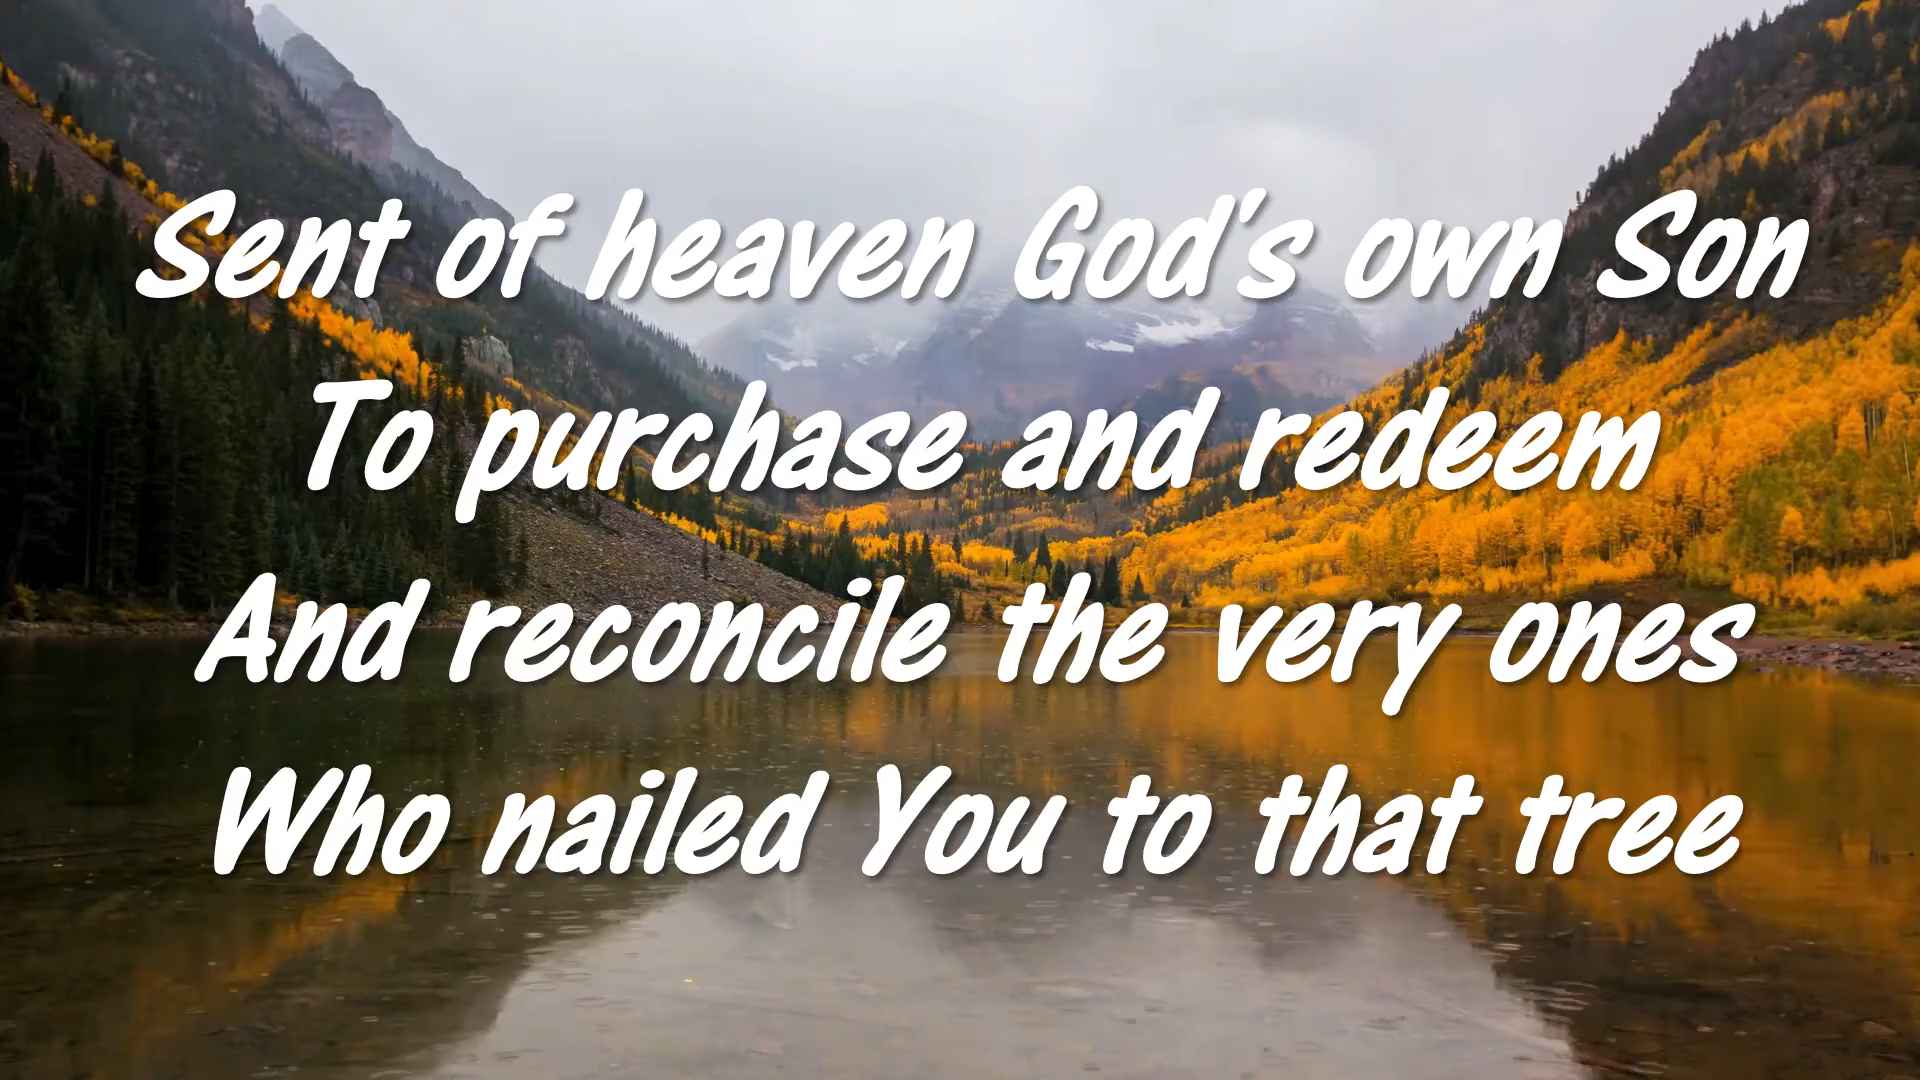 Sent of heaven God's own Son
To purchase and redeem
And reconcile the very ones
Who nailed You to that tree